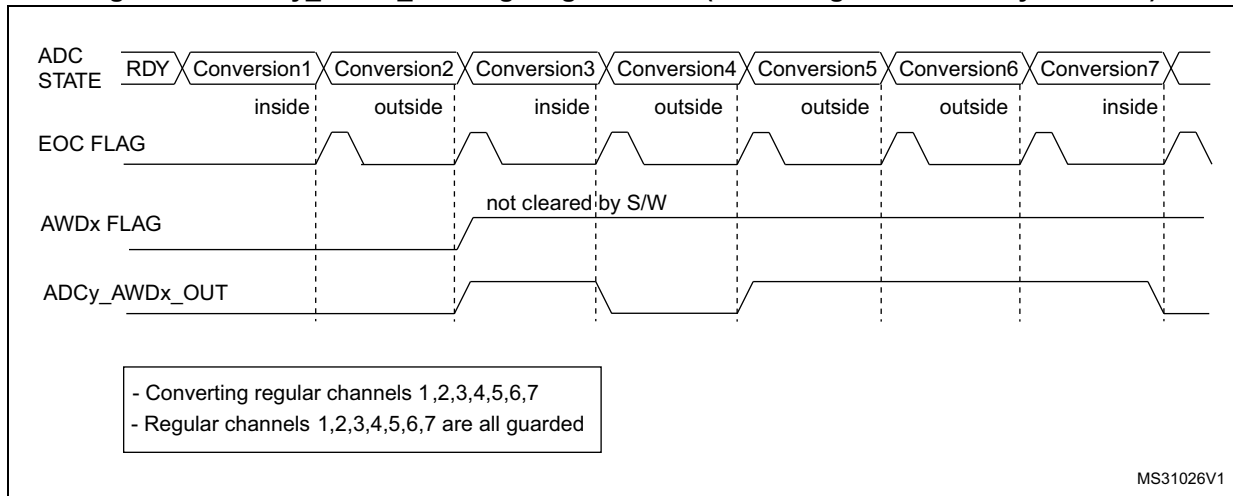 ADC STATE
RDY Conversion1 Conversion2 Conversion3 Conversion4 Conversion5 Conversion6 Conversion7
inside outside inside outside outside outside inside
EOC FLAG
not cleared by S/W
AWDx FLAG
ADCy_AWDx_OUT
- Converting regular channels 1,2,3,4,5,6,7
- Regular channels 1,2,3,4,5,6,7 are all guarded
MS31026V1